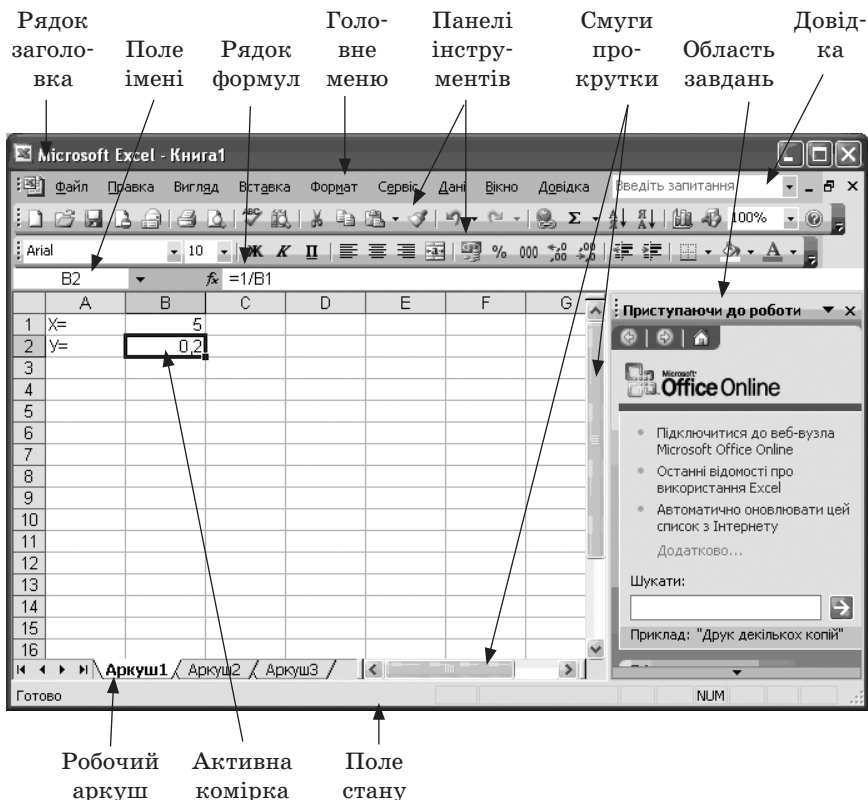 Рядок
заголо-
вка
Поле
імені
Рядок
формул
Голо-
вне
меню
Панелі
інстру-
ментів
Смуги
про-
крутки
Область
завдань
Довід-
ка
Microsoft Excel - Книга1
Файл Правка Вигляд Вставка Формат Сервіс Дані Вікно Довідка Введіть запитання
100%
Arial 10 Ж К П % 000
B2 fx =1/B1
A B C D E F G
1 X= 5
2 Y= 0,2
3
4
5
6
7
8
9
10
11
12
13
14
15
16
Приступаючи до роботи
Microsoft
Office Online
Підключитися до веб-вузла
Microsoft Office Online
Останні відомості про
використання Excel
Автоматично оновлювати цей
список з Інтернету
Додатково...
Шукати:
Приклад: "Друк декількох копій"
Аркуш1 Аркуш2 Аркуш3
Готово NUM
Робочий
аркуш
Активна
комірка
Поле
стану